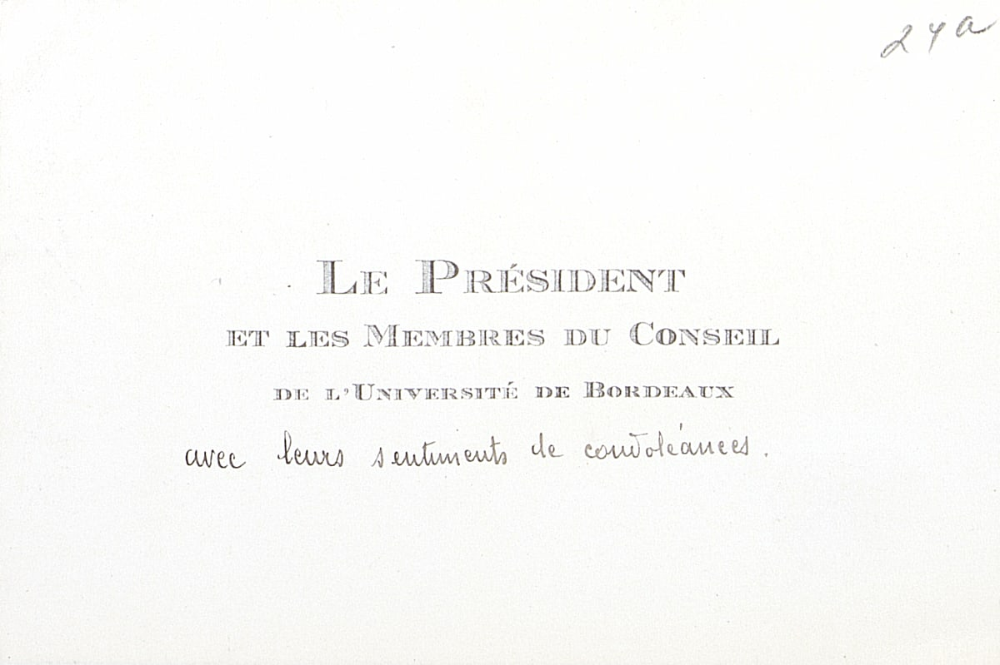 24a
Le Président
et les Membres du Conseil
de l'Université de Bordeaux
avec leurs sentiments de condoléances.